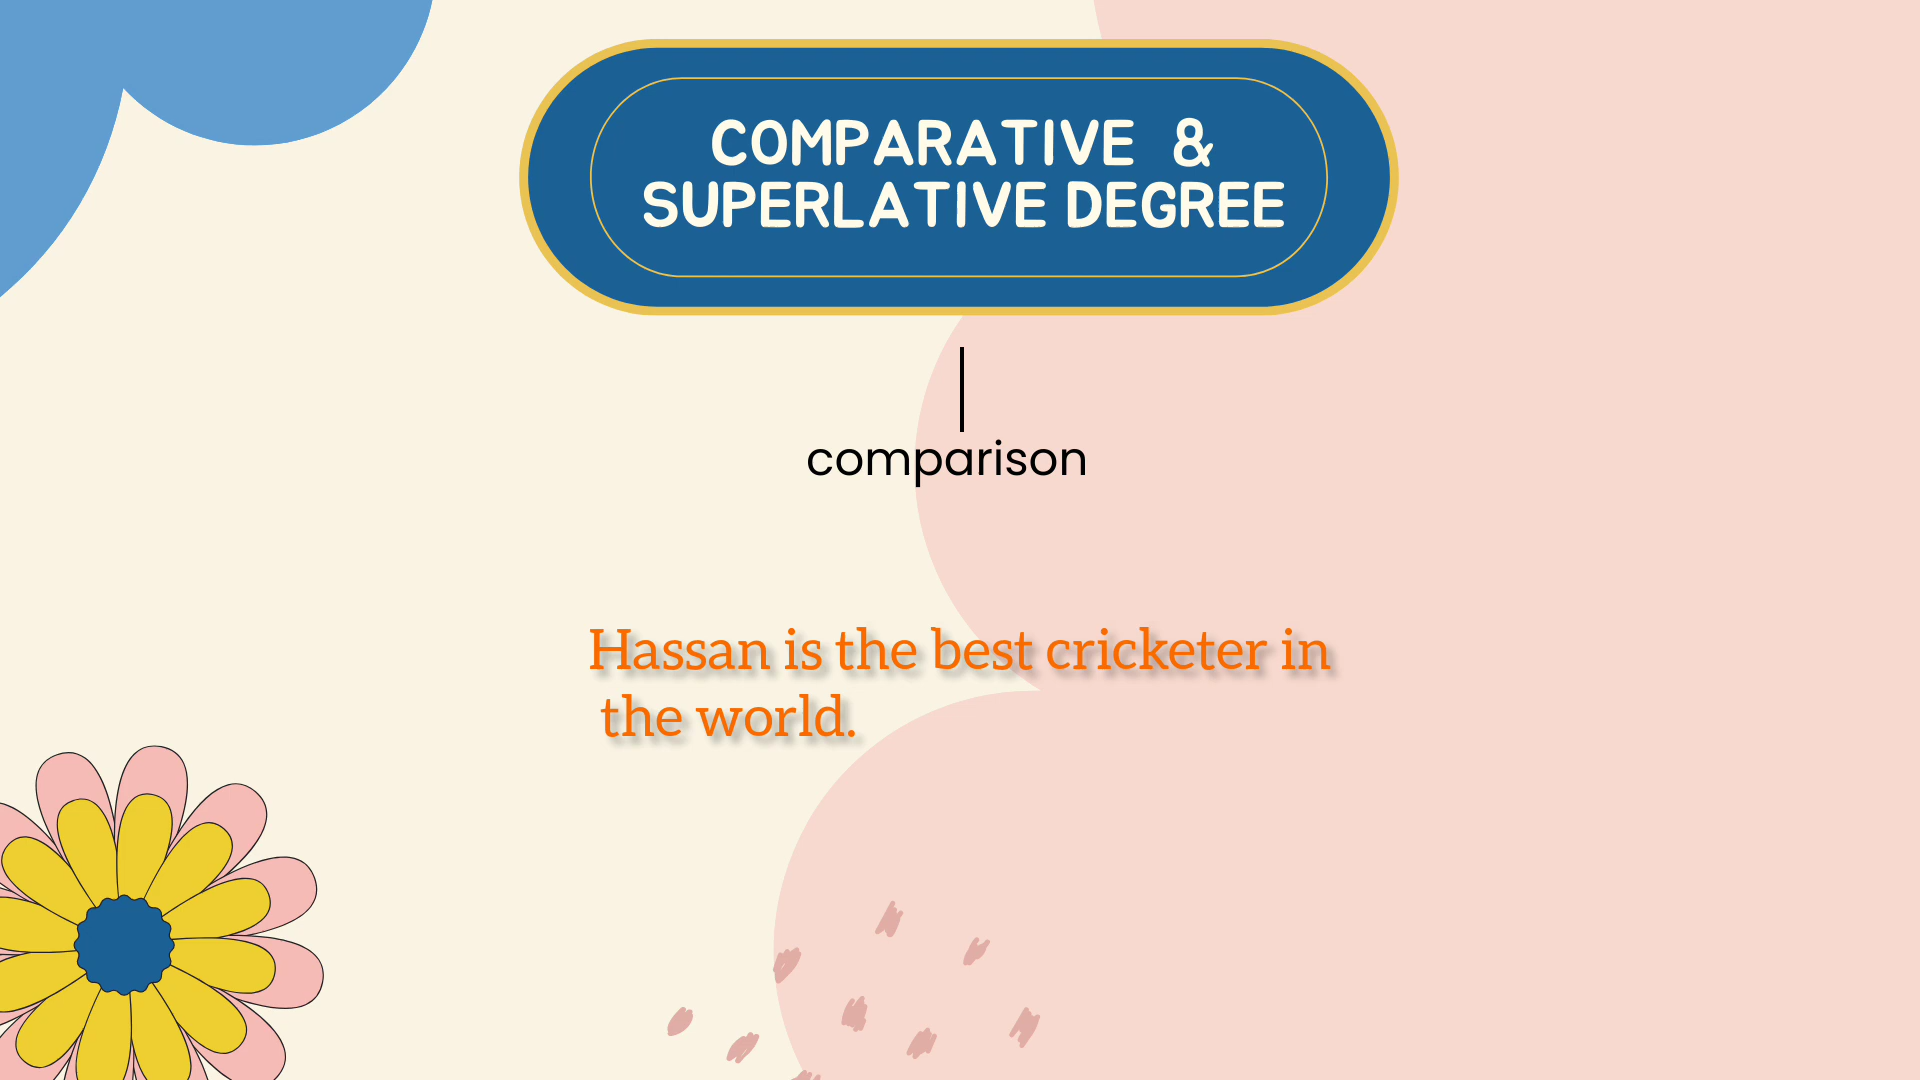 COMPARATIVE &
SUPERLATIVE DEGREE
comparison
Hassan is the best cricketer in
the world.